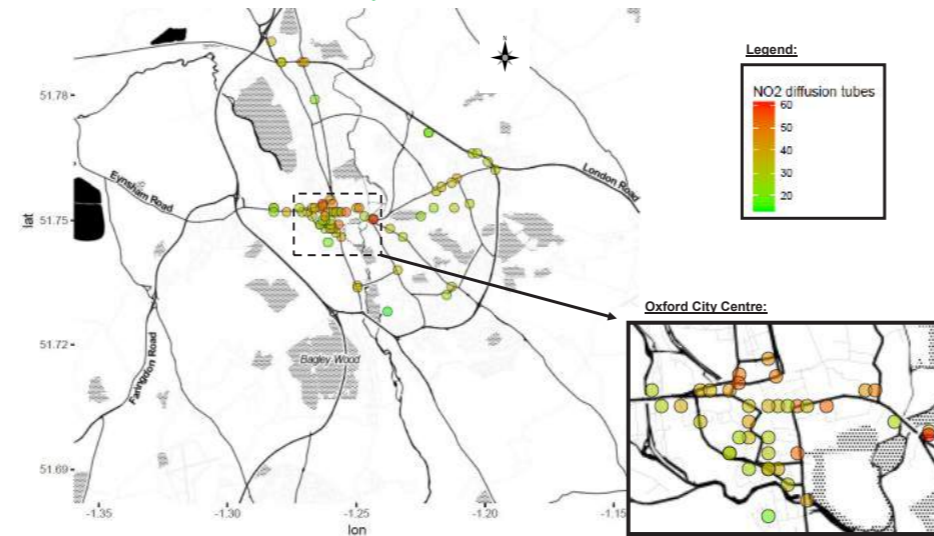 N
Legend:
NO2 diffusion tubes
60
50
40
30
20
51.78
51.75
51.72
51.69
lat
Eynsham Road
London Road
Faringdon Road
Bagley Wood
Oxford City Centre:
-1.35
-1.30
-1.25
-1.20
-1.15
lon